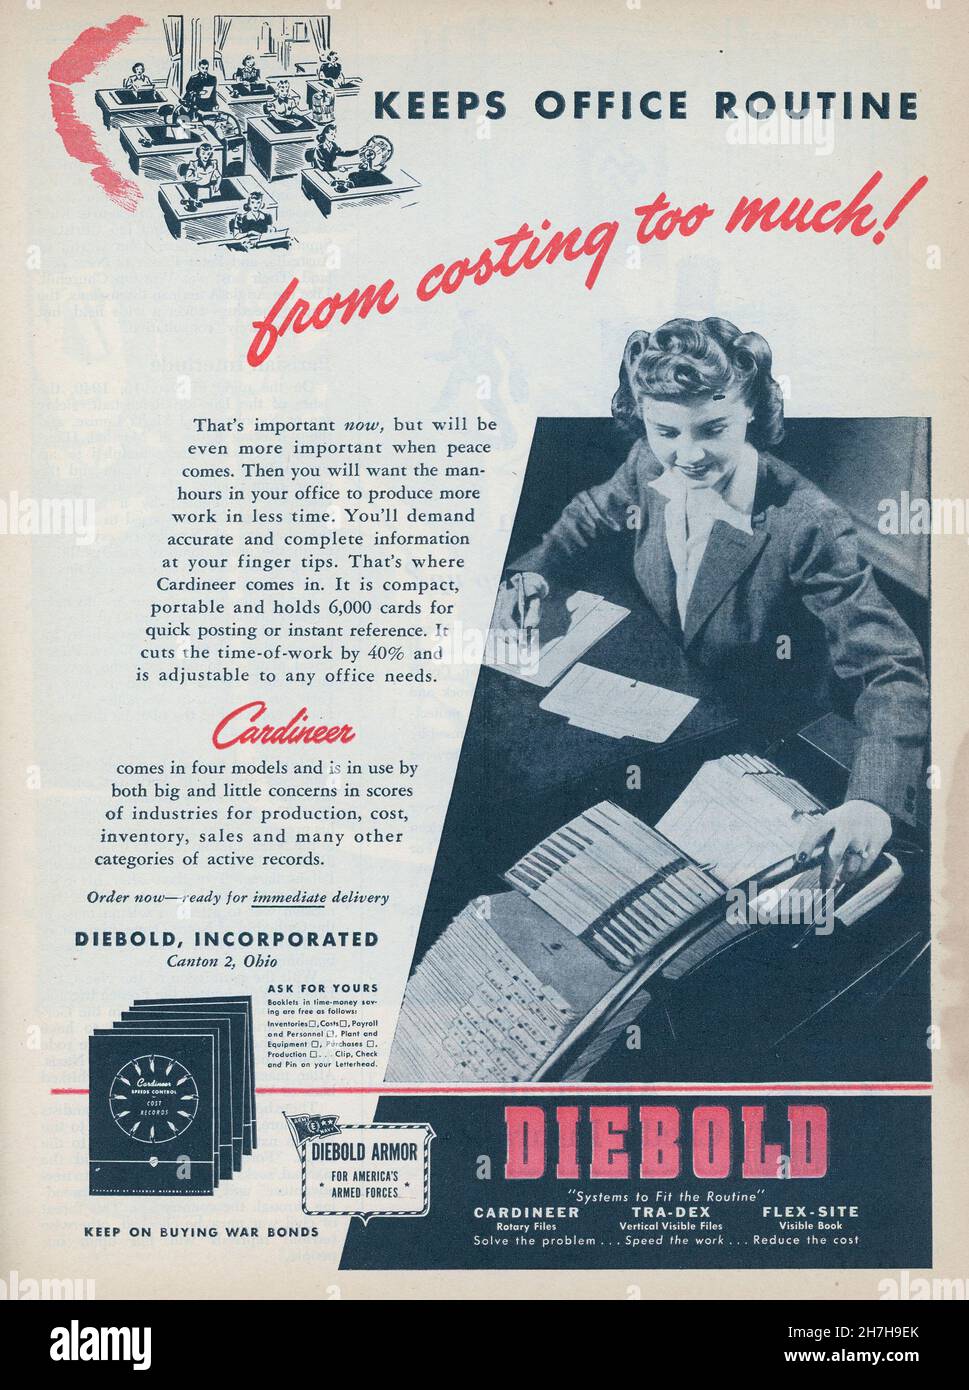 KEEPS OFFICE ROUTINE
from costing too much!
That's important now, but will be
even more important when peace
comes. Then you will want the man-
hours in your office to produce more
work in less time. You'll demand
accurate and complete information
at your finger tips. That's where
Cardineer comes in. It is compact,
portable and holds 6,000 cards for
quick posting or instant reference. It
cuts the time-of-work by 40% and
is adjustable to any office needs.
Cardineer
comes in four models and is in use by
both big and little concerns in scores
of industries for production, cost,
inventory, sales and many other
categories of active records.
Order now—ready for immediate delivery
DIEBOLD, INCORPORATED
Canton 2, Ohio
ASK FOR YOURS
Booklets in time-money sav-
ing are free as follows:
Inventories☐, Costs☐, Payroll
and Personnel ☐, Plant and
Equipment ☐, Purchases ☐,
Production ☐... Clip, Check
and Pin on your Letterhead.
Cardineer
SPEEDS CONTROL
COST
RECORDS
KEEP ON BUYING WAR BONDS
ARMY E NAVY
DIEBOLD ARMOR
FOR AMERICA'S
ARMED FORCES
DIEBOLD
"Systems to Fit the Routine"
CARDINEER TRA-DEX FLEX-SITE
Rotary Files Vertical Visible Files Visible Book
Solve the problem ... Speed the work ... Reduce the cost
alamy
Image ID: 2H7H9EK
www.alamy.com